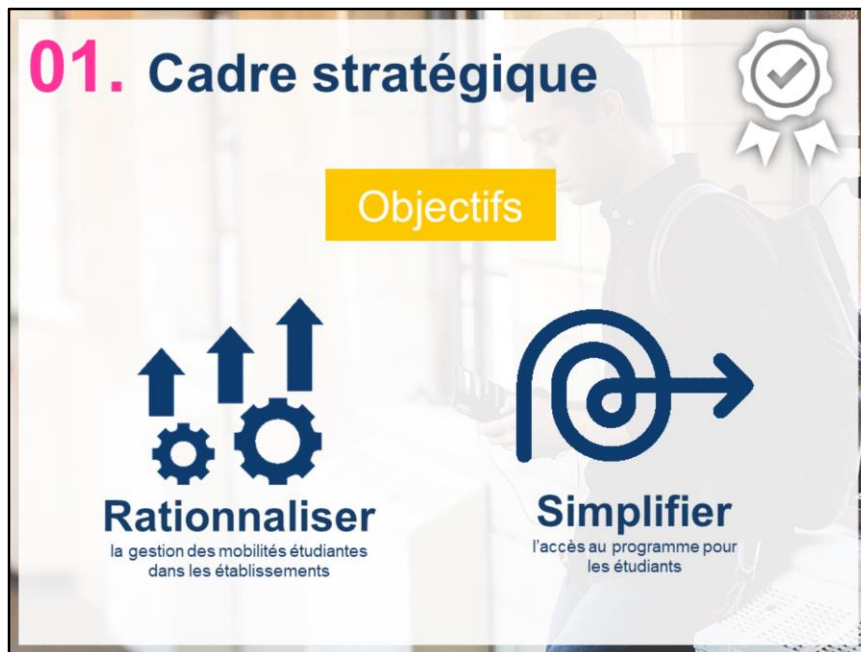 01. Cadre stratégique
Objectifs
Rationnaliser
la gestion des mobilités étudiantes
dans les établissements
Simplifier
l'accès au programme pour
les étudiants